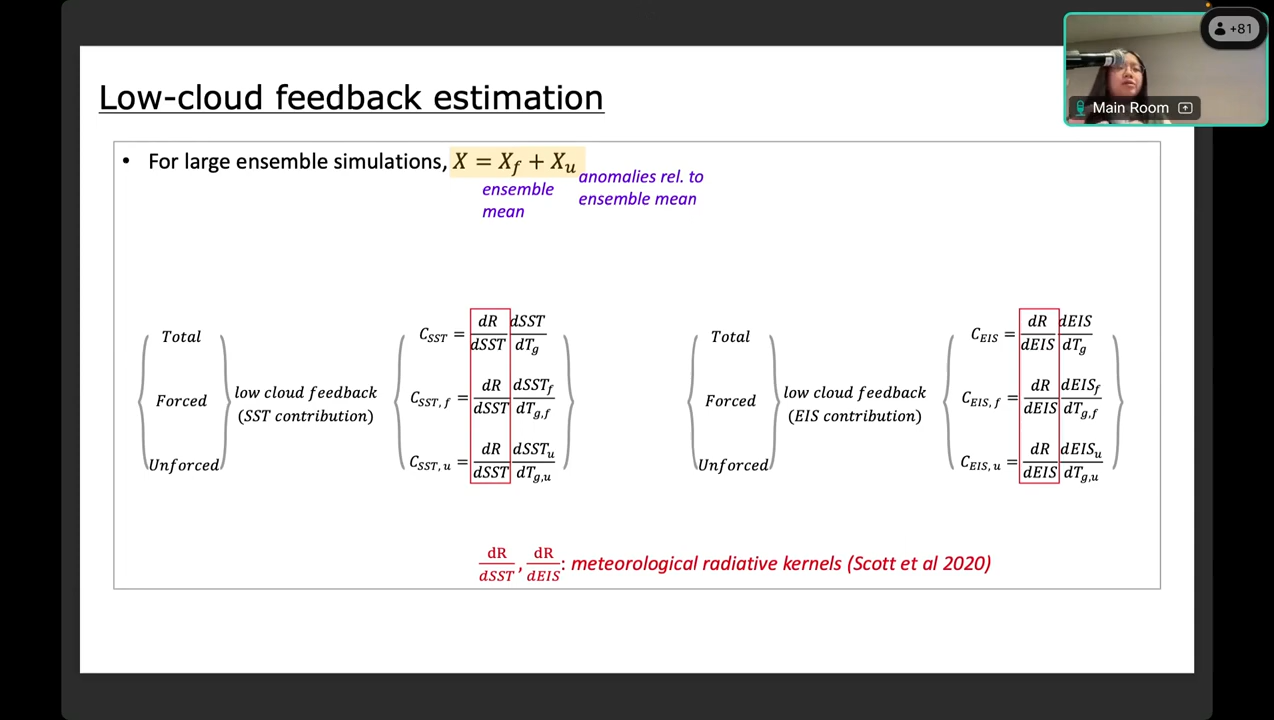 +81
Main Room
Low-cloud feedback estimation
• For large ensemble simulations, X = X_f + X_u
ensemble mean
anomalies rel. to ensemble mean
Total
Forced
Unforced
low cloud feedback
(SST contribution)
C_SST = dR/dSST dSST/dT_g
C_SST,f = dR/dSST dSST_f/dT_g,f
C_SST,u = dR/dSST dSST_u/dT_g,u
Total
Forced
Unforced
low cloud feedback
(EIS contribution)
C_EIS = dR/dEIS dEIS/dT_g
C_EIS,f = dR/dEIS dEIS_f/dT_g,f
C_EIS,u = dR/dEIS dEIS_u/dT_g,u
dR/dSST, dR/dEIS: meteorological radiative kernels (Scott et al 2020)